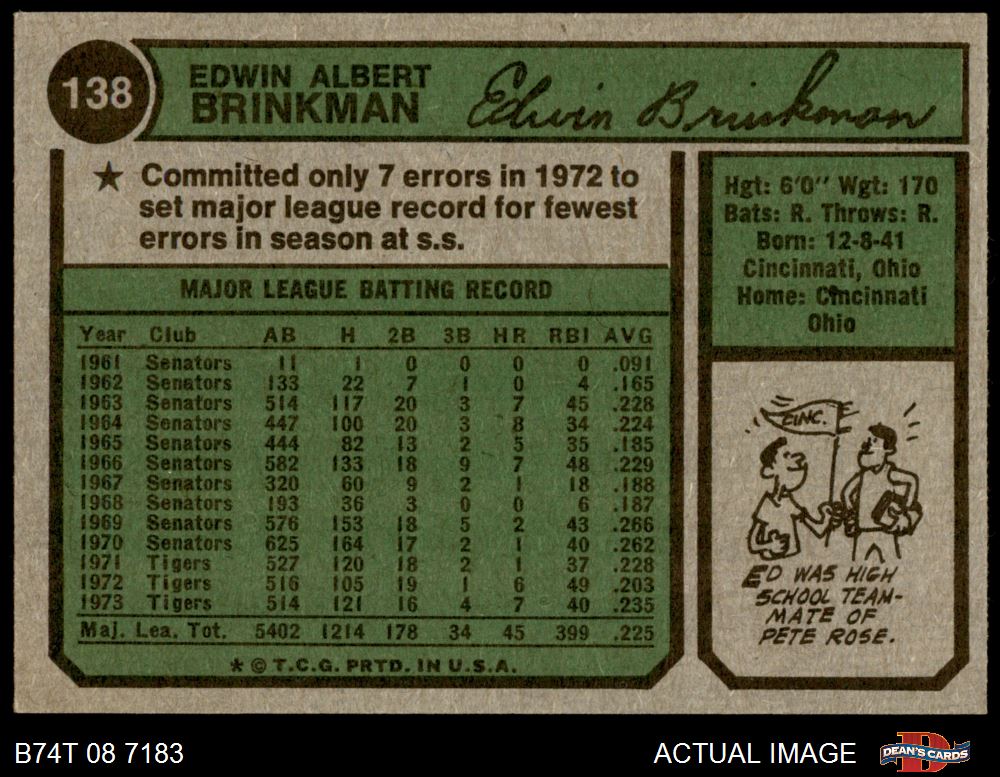 138
EDWIN ALBERT
BRINKMAN
Edwin Brinkman
★ Committed only 7 errors in 1972 to
set major league record for fewest
errors in season at s.s.
MAJOR LEAGUE BATTING RECORD
Year Club AB H 2B 3B HR RBI AVG
1961 Senators 11 1 0 0 0 0 .091
1962 Senators 133 22 7 1 0 4 .165
1963 Senators 514 117 20 3 7 45 .228
1964 Senators 447 100 20 3 8 34 .224
1965 Senators 444 82 13 2 5 35 .185
1966 Senators 582 133 18 9 7 48 .229
1967 Senators 320 60 9 2 1 18 .188
1968 Senators 193 36 3 0 0 6 .187
1969 Senators 576 153 18 5 2 43 .266
1970 Senators 625 164 17 2 1 40 .262
1971 Tigers 527 120 18 2 1 37 .228
1972 Tigers 516 105 19 1 6 49 .203
1973 Tigers 514 121 16 4 7 40 .235
Maj. Lea. Tot. 5402 1214 178 34 45 399 .225
* © T.C.G. PRTD. IN U.S.A.
Hgt: 6'0" Wgt: 170
Bats: R. Throws: R.
Born: 12-8-41
Cincinnati, Ohio
Home: Cincinnati
Ohio
CINC.
ED WAS HIGH
SCHOOL TEAM-
MATE OF
PETE ROSE.
B74T 08 7183
ACTUAL IMAGE
D
DEAN'S CARDS